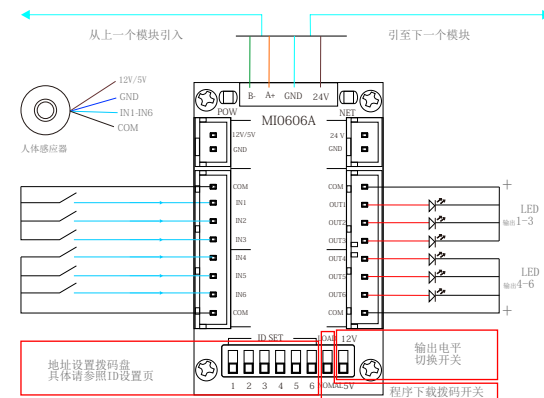 从上一个模块引入
引至下一个模块
12V/5V
GND
IN1-IN6
COM
人体感应器
B- A+ GND 24V
POW
NET
MI0606A
12V/5V
GND
24 V
GND
COM
IN1
IN2
IN3
IN4
IN5
IN6
COM
COM
OUT1
OUT2
OUT3
OUT4
OUT5
OUT6
COM
+
LED
输出1-3
LED
输出4-6
+
ID SET
LOAD 12V
1 2 3 4 5 6 NOMAL 5V
地址设置拨码盘
具体请参照ID设置页
输出电平
切换开关
程序下载拨码开关